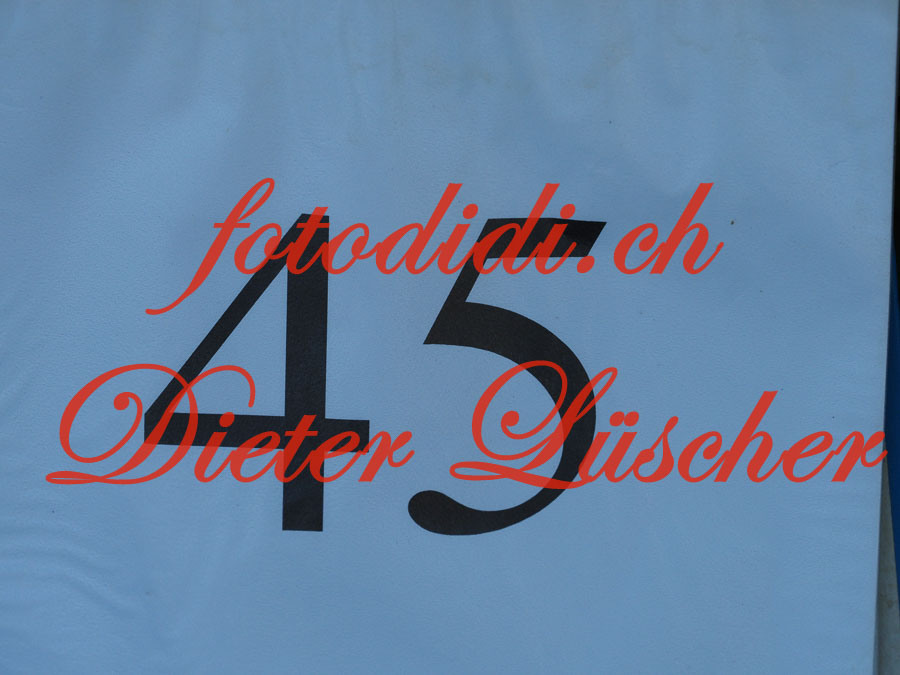 fotodidi.ch
45
Dieter Lüscher